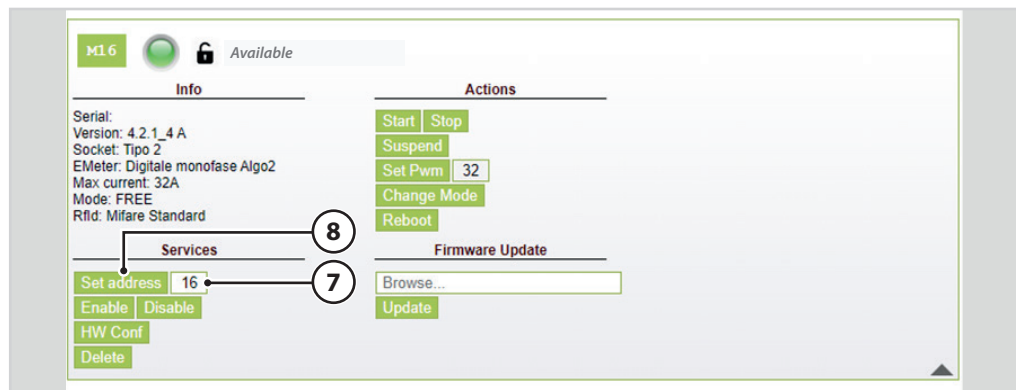 M16 Available
Info
Serial:
Version: 4.2.1_4 A
Socket: Tipo 2
EMeter: Digitale monofase Algo2
Max current: 32A
Mode: FREE
RfId: Mifare Standard
Actions
Start Stop
Suspend
Set Pwm 32
Change Mode
Reboot
8
Services
Set address 16
7
Enable Disable
HW Conf
Delete
Firmware Update
Browse...
Update